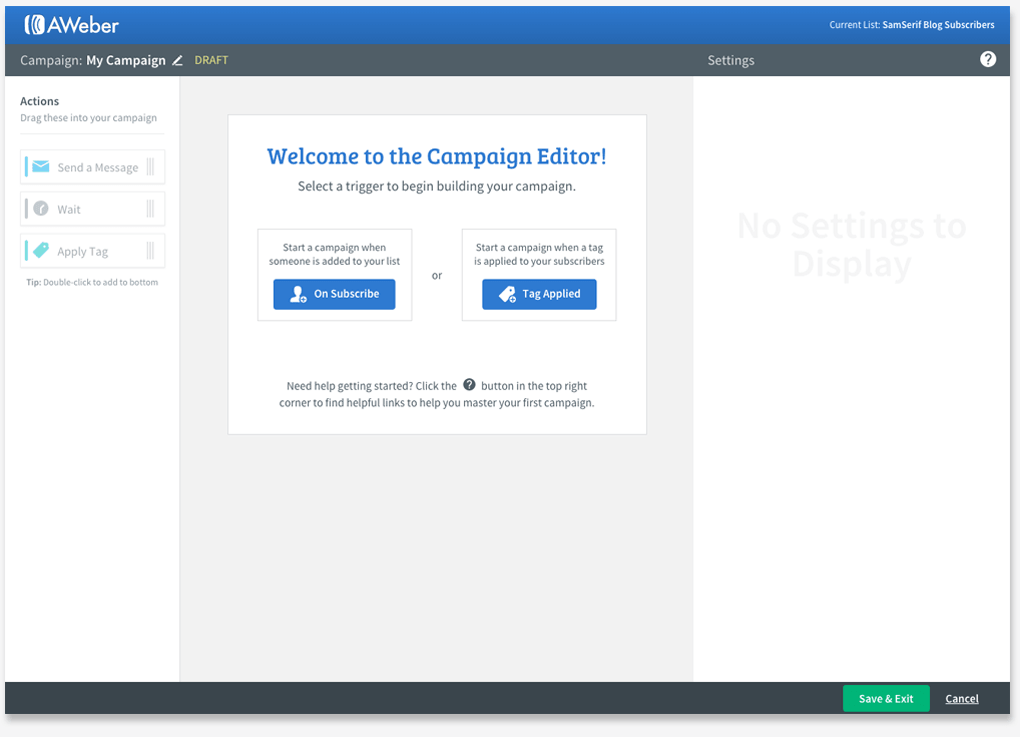 AWeber
Current List: SamSerif Blog Subscribers
Campaign: My Campaign DRAFT
Settings
?
Actions
Drag these into your campaign
Send a Message
Wait
Apply Tag
Tip: Double-click to add to bottom
Welcome to the Campaign Editor!
Select a trigger to begin building your campaign.
Start a campaign when
someone is added to your list
On Subscribe
or
Start a campaign when a tag
is applied to your subscribers
Tag Applied
Need help getting started? Click the ? button in the top right
corner to find helpful links to help you master your first campaign.
No Settings to
Display
Save & Exit
Cancel